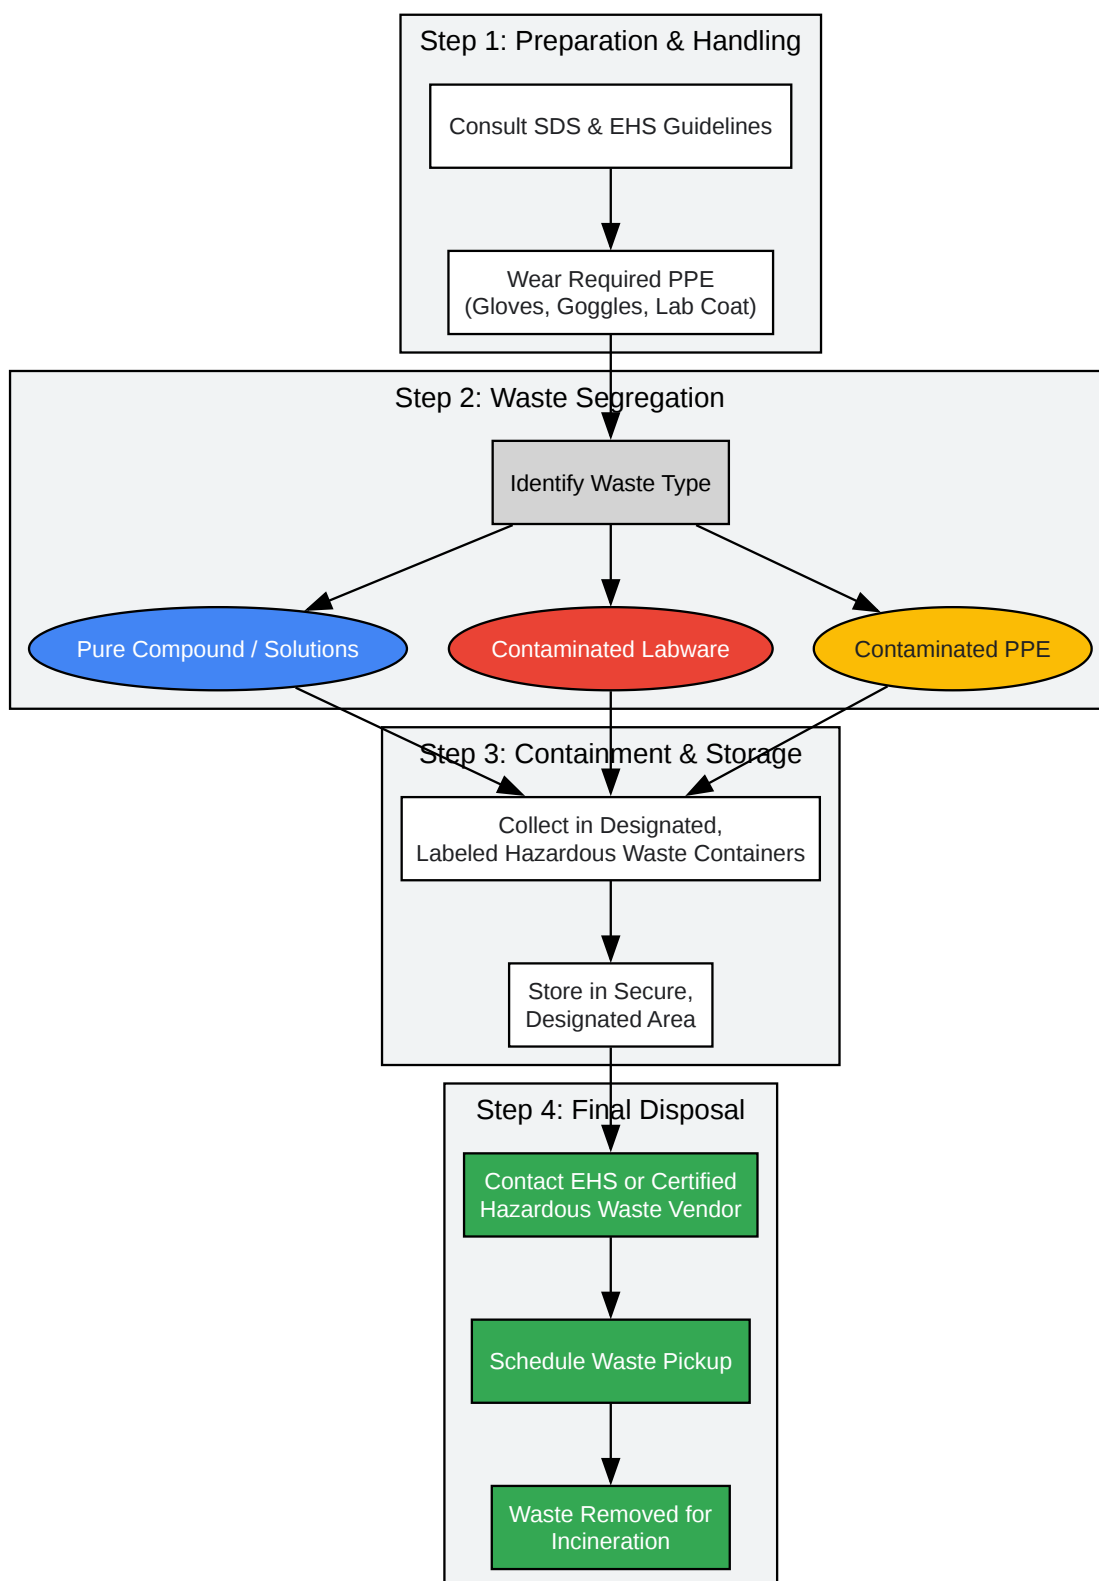 Step 1: Preparation & Handling
Consult SDS & EHS Guidelines
Wear Required PPE
(Gloves, Goggles, Lab Coat)
Step 2: Waste Segregation
Identify Waste Type
Pure Compound / Solutions
Contaminated Labware
Contaminated PPE
Step 3: Containment & Storage
Collect in Designated,
Labeled Hazardous Waste Containers
Store in Secure,
Designated Area
Step 4: Final Disposal
Contact EHS or Certified
Hazardous Waste Vendor
Schedule Waste Pickup
Waste Removed for
Incineration